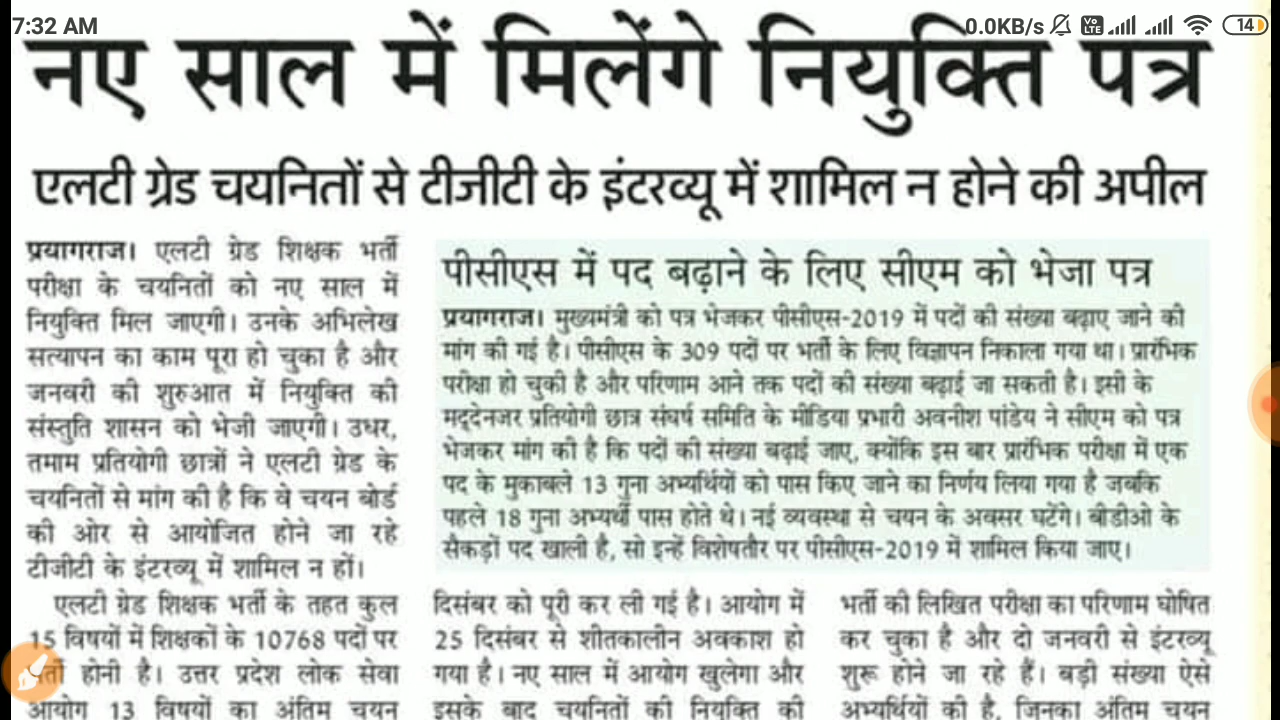 7:32 AM
0.0KB/s
Vo
LTE
14
नए साल में मिलेंगे नियुक्ति पत्र
एलटी ग्रेड चयनितों से टीजीटी के इंटरव्यू में शामिल न होने की अपील
प्रयागराज। एलटी ग्रेड शिक्षक भर्ती
परीक्षा के चयनितों को नए साल में
नियुक्ति मिल जाएगी। उनके अभिलेख
सत्यापन का काम पूरा हो चुका है और
जनवरी की शुरुआत में नियुक्ति की
संस्तुति शासन को भेजी जाएगी। उधर,
तमाम प्रतियोगी छात्रों ने एलटी ग्रेड के
चयनितों से मांग की है कि वे चयन बोर्ड
की ओर से आयोजित होने जा रहे
टीजीटी के इंटरव्यू में शामिल न हों।
एलटी ग्रेड शिक्षक भर्ती के तहत कुल
15 विषयों में शिक्षकों के 10768 पदों पर
होनी है। उत्तर प्रदेश लोक सेवा
आयोग 13 विषयों का अंतिम चयन
पीसीएस में पद बढ़ाने के लिए सीएम को भेजा पत्र
प्रयागराज। मुख्यमंत्री को पत्र भेजकर पीसीएस-2019 में पदों की संख्या बढ़ाए जाने की
मांग की गई है। पीसीएस के 309 पदों पर भर्ती के लिए विज्ञापन निकाला गया था। प्रारंभिक
परीक्षा हो चुकी है और परिणाम आने तक पदों की संख्या बढ़ाई जा सकती है। इसी के
मद्देनजर प्रतियोगी छात्र संघर्ष समिति के मीडिया प्रभारी अवनीश पांडेय ने सीएम को पत्र
भेजकर मांग की है कि पदों की संख्या बढ़ाई जाए, क्योंकि इस बार प्रारंभिक परीक्षा में एक
पद के मुकाबले 13 गुना अभ्यर्थियों को पास किए जाने का निर्णय लिया गया है जबकि
पहले 18 गुना अभ्यर्थी पास होते थे। नई व्यवस्था से चयन के अवसर घटेंगे। बीडीओ के
सैकड़ों पद खाली है, सो इन्हें विशेषतौर पर पीसीएस-2019 में शामिल किया जाए।
दिसंबर को पूरी कर ली गई है। आयोग में
25 दिसंबर से शीतकालीन अवकाश हो
गया है। नए साल में आयोग खुलेगा और
इसके बाद चयनितों की नियुक्ति की
भर्ती की लिखित परीक्षा का परिणाम घोषित
कर चुका है और दो जनवरी से इंटरव्यू
शुरू होने जा रहे हैं। बड़ी संख्या ऐसे
अभ्यर्थियों की है, जिनका अंतिम चयन